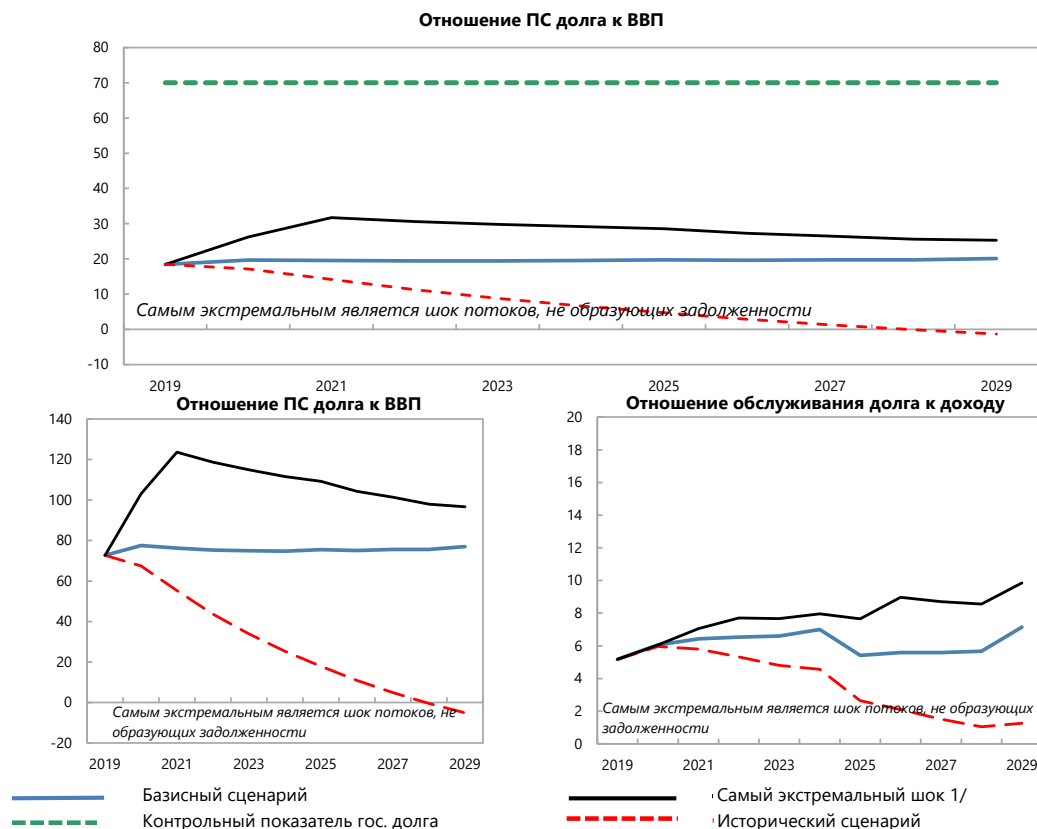 Отношение ПС долга к ВВП
80
70
60
50
40
30
20
10
0
-10
Самым экстремальным является шок потоков, не образующих задолженности
2019 2021 2023 2025 2027 2029
Отношение ПС долга к ВВП
140
120
100
80
60
40
20
0
-20
Самым экстремальным является шок потоков, не
образующих задолженности
2019 2021 2023 2025 2027 2029
Отношение обслуживания долга к доходу
20
18
16
14
12
10
8
6
4
2
0
Самым экстремальным является шок потоков, не образующих
задолженности
2019 2021 2023 2025 2027 2029
Базисный сценарий
Самый экстремальный шок 1/
Контрольный показатель гос. долга
Исторический сценарий